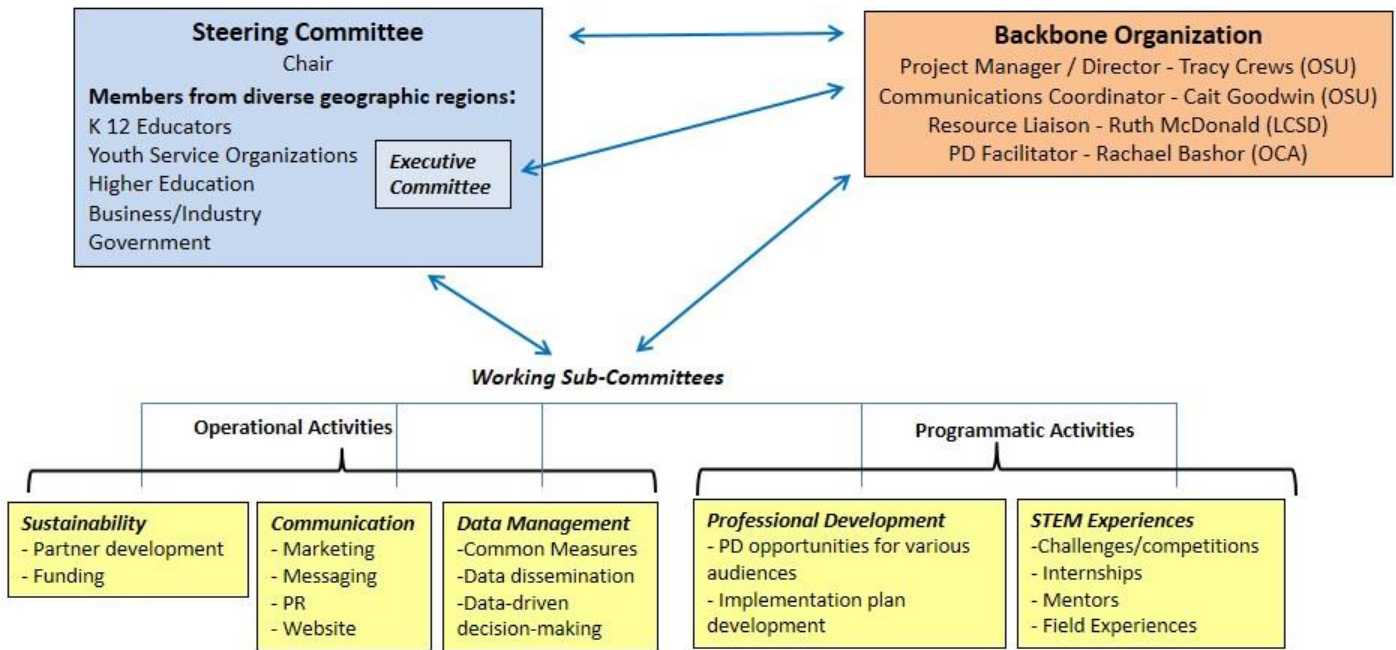 Steering Committee
Chair
Members from diverse geographic regions:
K 12 Educators
Youth Service Organizations
Higher Education
Business/Industry
Government
Executive
Committee
Backbone Organization
Project Manager / Director - Tracy Crews (OSU)
Communications Coordinator - Cait Goodwin (OSU)
Resource Liaison - Ruth McDonald (LCSD)
PD Facilitator - Rachael Bashor (OCA)
Working Sub-Committees
Operational Activities
Programmatic Activities
Sustainability
- Partner development
- Funding
Communication
- Marketing
- Messaging
- PR
- Website
Data Management
-Common Measures
-Data dissemination
-Data-driven
decision-making
Professional Development
- PD opportunities for various
audiences
- Implementation plan
development
STEM Experiences
-Challenges/competitions
- Internships
- Mentors
- Field Experiences